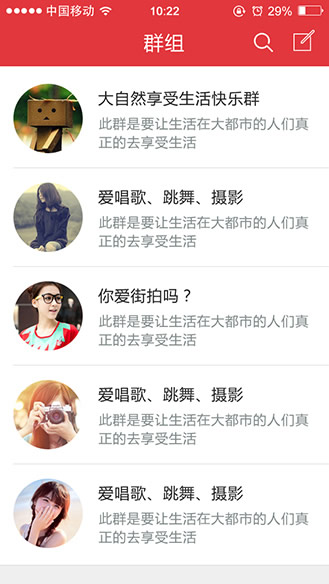 中国移动 10:22 29%
群组
大自然享受生活快乐群
此群是要让生活在大都市的人们真
正的去享受生活
爱唱歌、跳舞、摄影
此群是要让生活在大都市的人们真
正的去享受生活
你爱街拍吗？
此群是要让生活在大都市的人们真
正的去享受生活
爱唱歌、跳舞、摄影
此群是要让生活在大都市的人们真
正的去享受生活
爱唱歌、跳舞、摄影
此群是要让生活在大都市的人们真
正的去享受生活